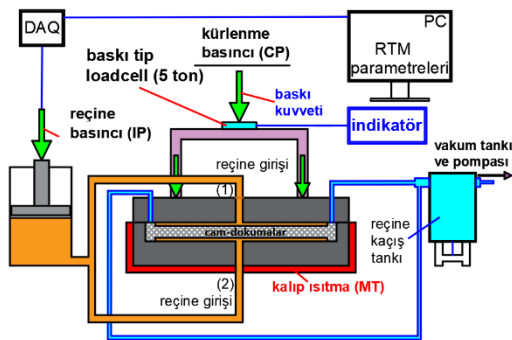 DAQ
kürlenme
basıncı (CP)
PC
RTM
parametreleri
baskı tip
loadcell (5 ton)
baskı
kuvveti
indikatör
reçine
basıncı (IP)
reçine girişi
vakum tankı
ve pompası
(1)
cam-dokumalar
reçine
kaçış
tankı
(2)
reçine girişi
kalıp ısıtma (MT)